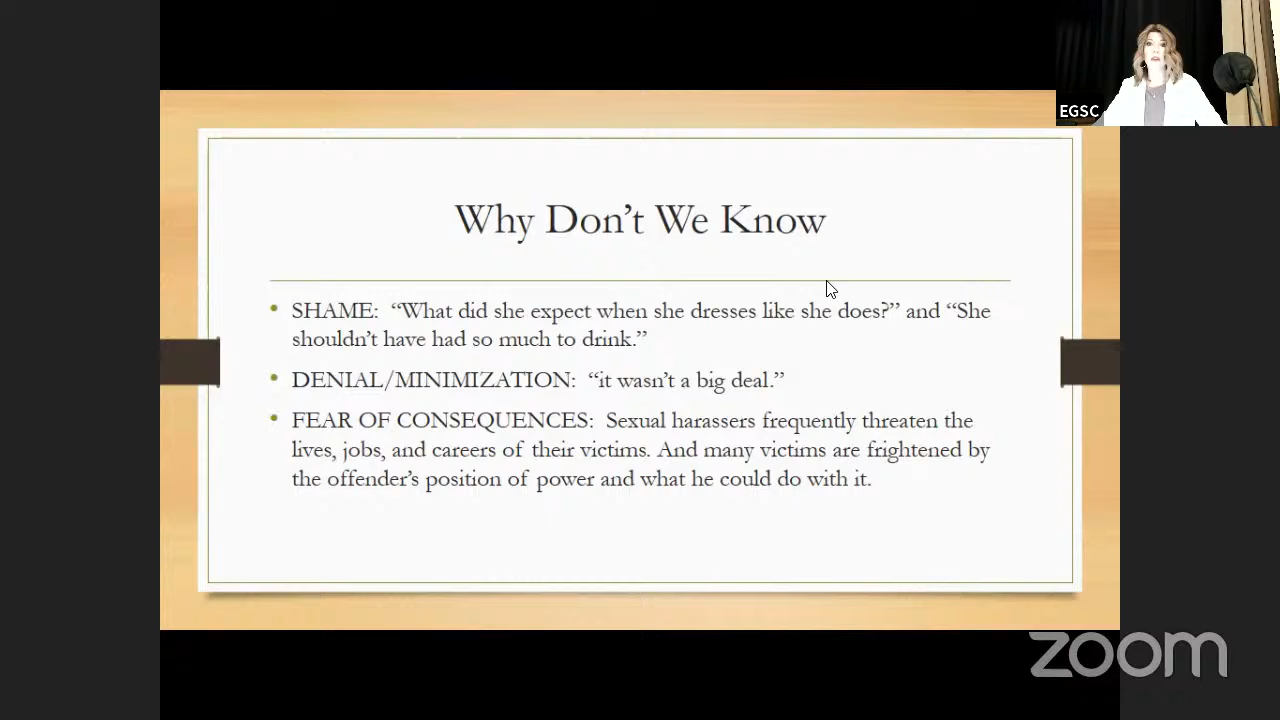 EGSC
Why Don’t We Know
• SHAME:  “What did she expect when she dresses like she does?” and “She
shouldn’t have had so much to drink.”
• DENIAL/MINIMIZATION:  “it wasn’t a big deal.”
• FEAR OF CONSEQUENCES:  Sexual harassers frequently threaten the
lives, jobs, and careers of their victims. And many victims are frightened by
the offender’s position of power and what he could do with it.
zoom